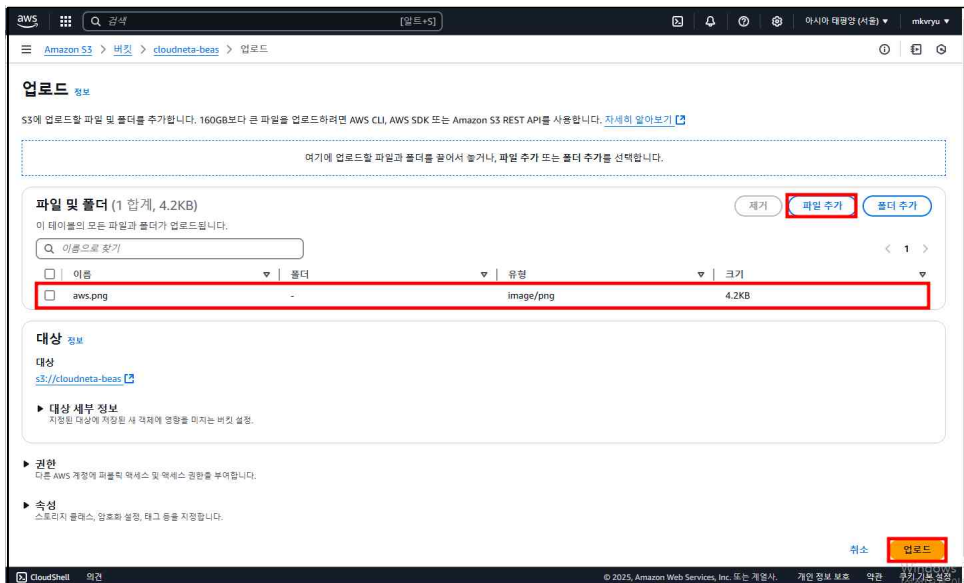 aws 검색 [알트+S] 아시아 태평양 (서울) ▼ mkvryu ▼
Amazon S3 > 버킷 > cloudneta-beas > 업로드
업로드 정보
S3에 업로드할 파일 및 폴더를 추가합니다. 160GB보다 큰 파일을 업로드하려면 AWS CLI, AWS SDK 또는 Amazon S3 REST API를 사용합니다. 자세히 알아보기
여기에 업로드할 파일과 폴더를 끌어서 놓거나, 파일 추가 또는 폴더 추가를 선택합니다.
파일 및 폴더 (1 합계, 4.2KB) 제거 파일 추가 폴더 추가
이 테이블의 모든 파일과 폴더가 업로드됩니다.
이름으로 찾기 < 1 >
이름 폴더 유형 크기
aws.png - image/png 4.2KB
대상 정보
대상
s3://cloudneta-beas
▶ 대상 세부 정보
지정된 대상에 저장된 새 객체에 영향을 미치는 버킷 설정.
▶ 권한
다른 AWS 계정에 퍼블릭 액세스 및 액세스 권한을 부여합니다.
▶ 속성
스토리지 클래스, 암호화 설정, 태그 등을 지정합니다.
취소 업로드
CloudShell 의견 © 2025, Amazon Web Services, Inc. 또는 계열사. 개인 정보 보호 약관 쿠키 기본 설정